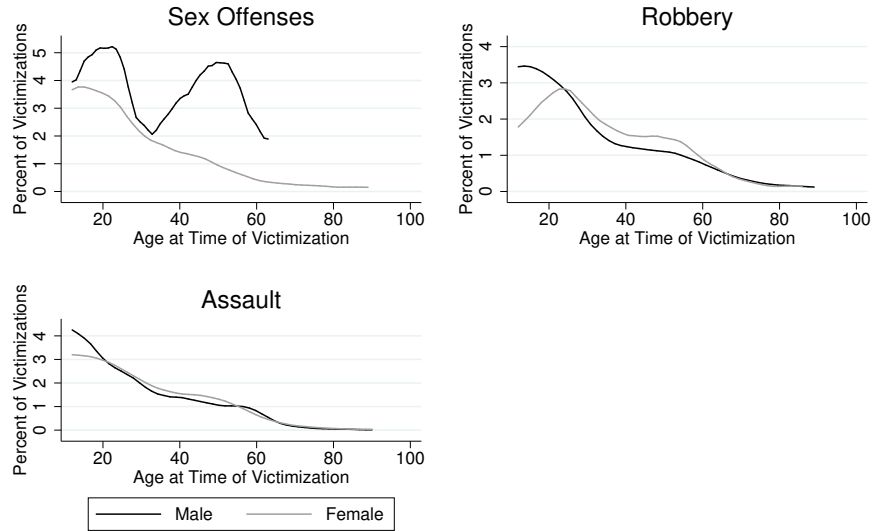 Sex Offenses
Percent of Victimizations
5
4
3
2
1
0
20 40 60 80 100
Age at Time of Victimization
Robbery
Percent of Victimizations
4
3
2
1
0
20 40 60 80 100
Age at Time of Victimization
Assault
Percent of Victimizations
4
3
2
1
0
20 40 60 80 100
Age at Time of Victimization
Male Female